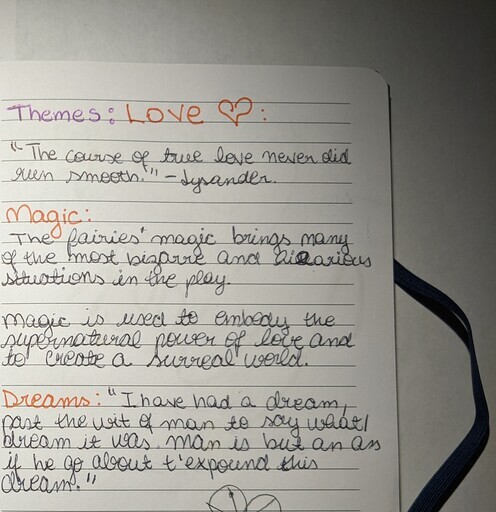 Themes: Love ♡:
"The course of true love never did
run smooth." - Lysander.
Magic:
The fairies' magic brings many
of the most bizarre and hilarious
situations in the play.
magic is used to embody the
supernatural power of love and
to create a surreal world.
Dreams: "I have had a dream,
past the wit of man to say what
dream it was. man is but an ass
if he go about t'expound this
dream."